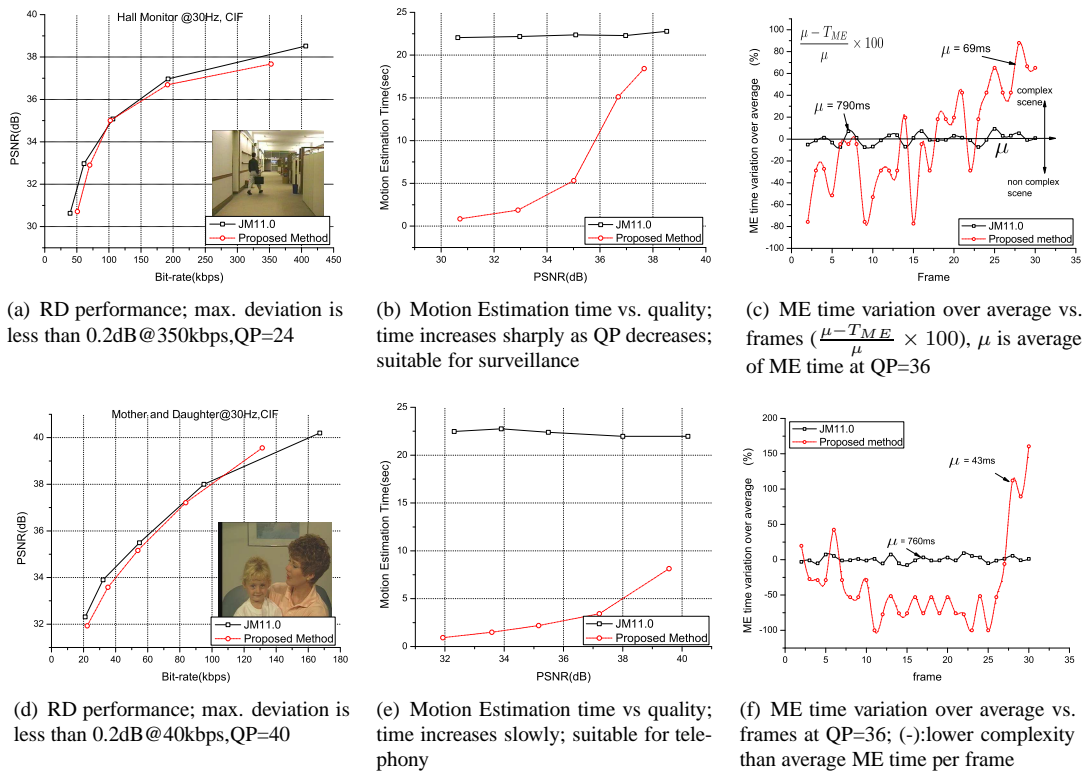 Hall Monitor @30Hz, CIF
40
38
36
34
32
30
PSNR(dB)
0 50 100 150 200 250 300 350 400 450
Bit-rate(kbps)
JM11.0
Proposed Method
(a) RD performance; max. deviation is
less than 0.2dB@350kbps,QP=24
25
20
15
10
5
0
Motion Estimation Time(sec)
30 32 34 36 38 40
PSNR(dB)
JM11.0
Proposed Method
(b) Motion Estimation time vs. quality;
time increases sharply as QP decreases;
suitable for surveillance
100
80
60
40
20
0
-20
-40
-60
-80
-100
ME time variation over average (%)
μ − T_ME
μ
× 100
μ = 69ms
μ = 790ms
complex
scene
μ
non complex
scene
JM11.0
Proposed method
0 5 10 15 20 25 30 35
Frame
(c) ME time variation over average vs.
frames (μ−T_ME/μ × 100), μ is average
of ME time at QP=36
Mother and Daughter@30Hz,CIF
40
38
36
34
32
PSNR(dB)
0 20 40 60 80 100 120 140 160 180
Bit-rate(kbps)
JM11.0
Proposed Method
(d) RD performance; max. deviation is
less than 0.2dB@40kbps,QP=40
25
20
15
10
5
0
Motion Estimation Time(sec)
32 34 36 38 40
PSNR(dB)
JM11.0
Proposed Method
(e) Motion Estimation time vs quality;
time increases slowly; suitable for tele-
phony
200
150
100
50
0
-50
-100
ME time variation over average (%)
JM11.0
Proposed method
μ = 43ms
μ = 760ms
0 5 10 15 20 25 30 35
frame
(f) ME time variation over average vs.
frames at QP=36; (-):lower complexity
than average ME time per frame